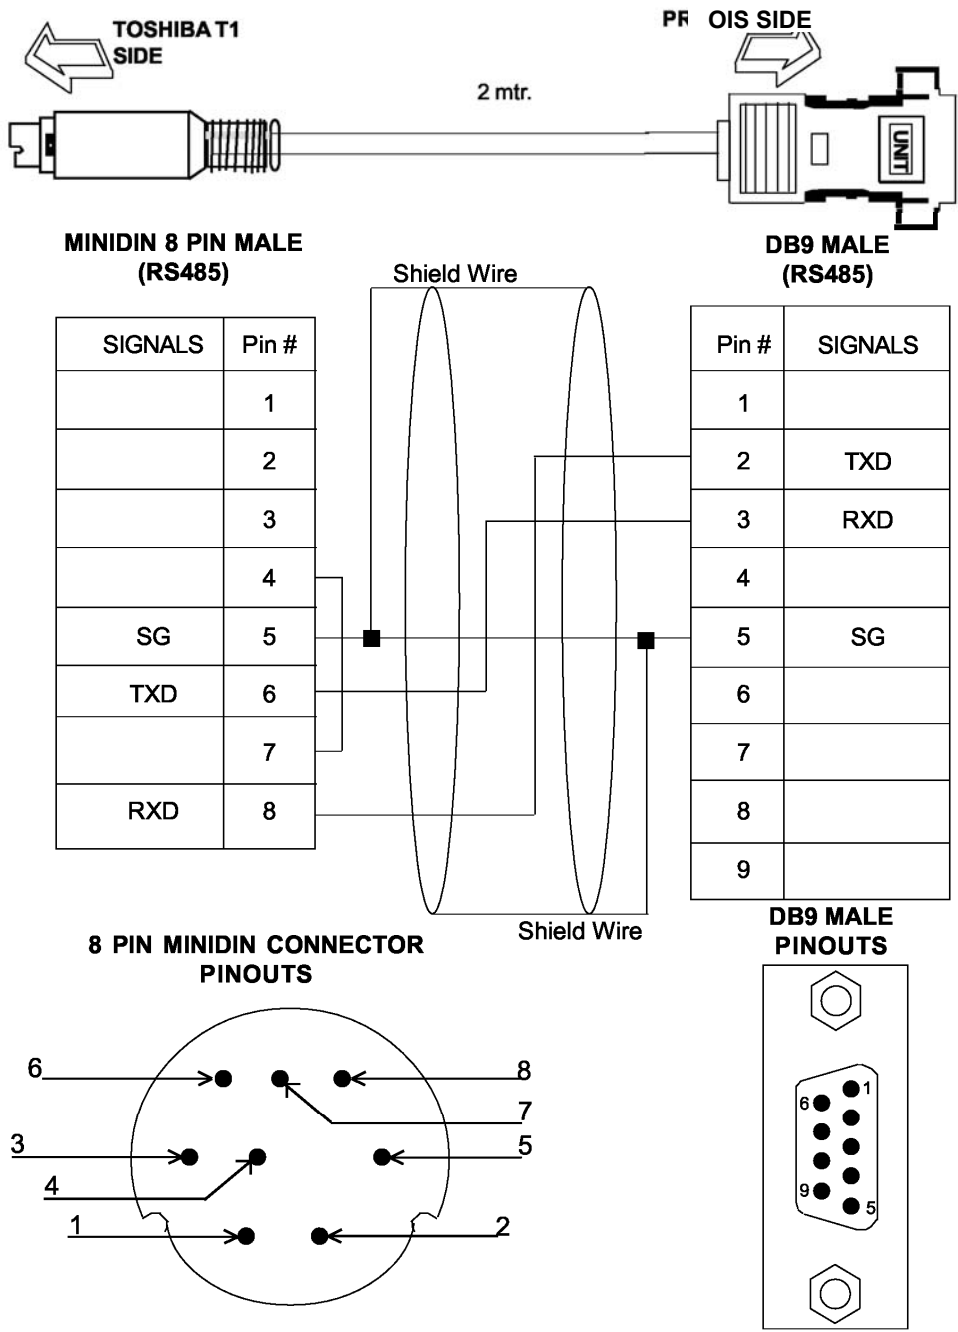 TOSHIBA T1
SIDE
OIS SIDE
2 mtr.
UNIT
MINIDIN 8 PIN MALE
(RS485)
DB9 MALE
(RS485)
Shield Wire
SIGNALS Pin #
1
2
3
4
SG 5
TXD 6
7
RXD 8
Pin # SIGNALS
1
2 TXD
3 RXD
4
5 SG
6
7
8
9
Shield Wire
8 PIN MINIDIN CONNECTOR
PINOUTS
6
8
7
3
5
4
1
2
DB9 MALE
PINOUTS
1
6
9
5